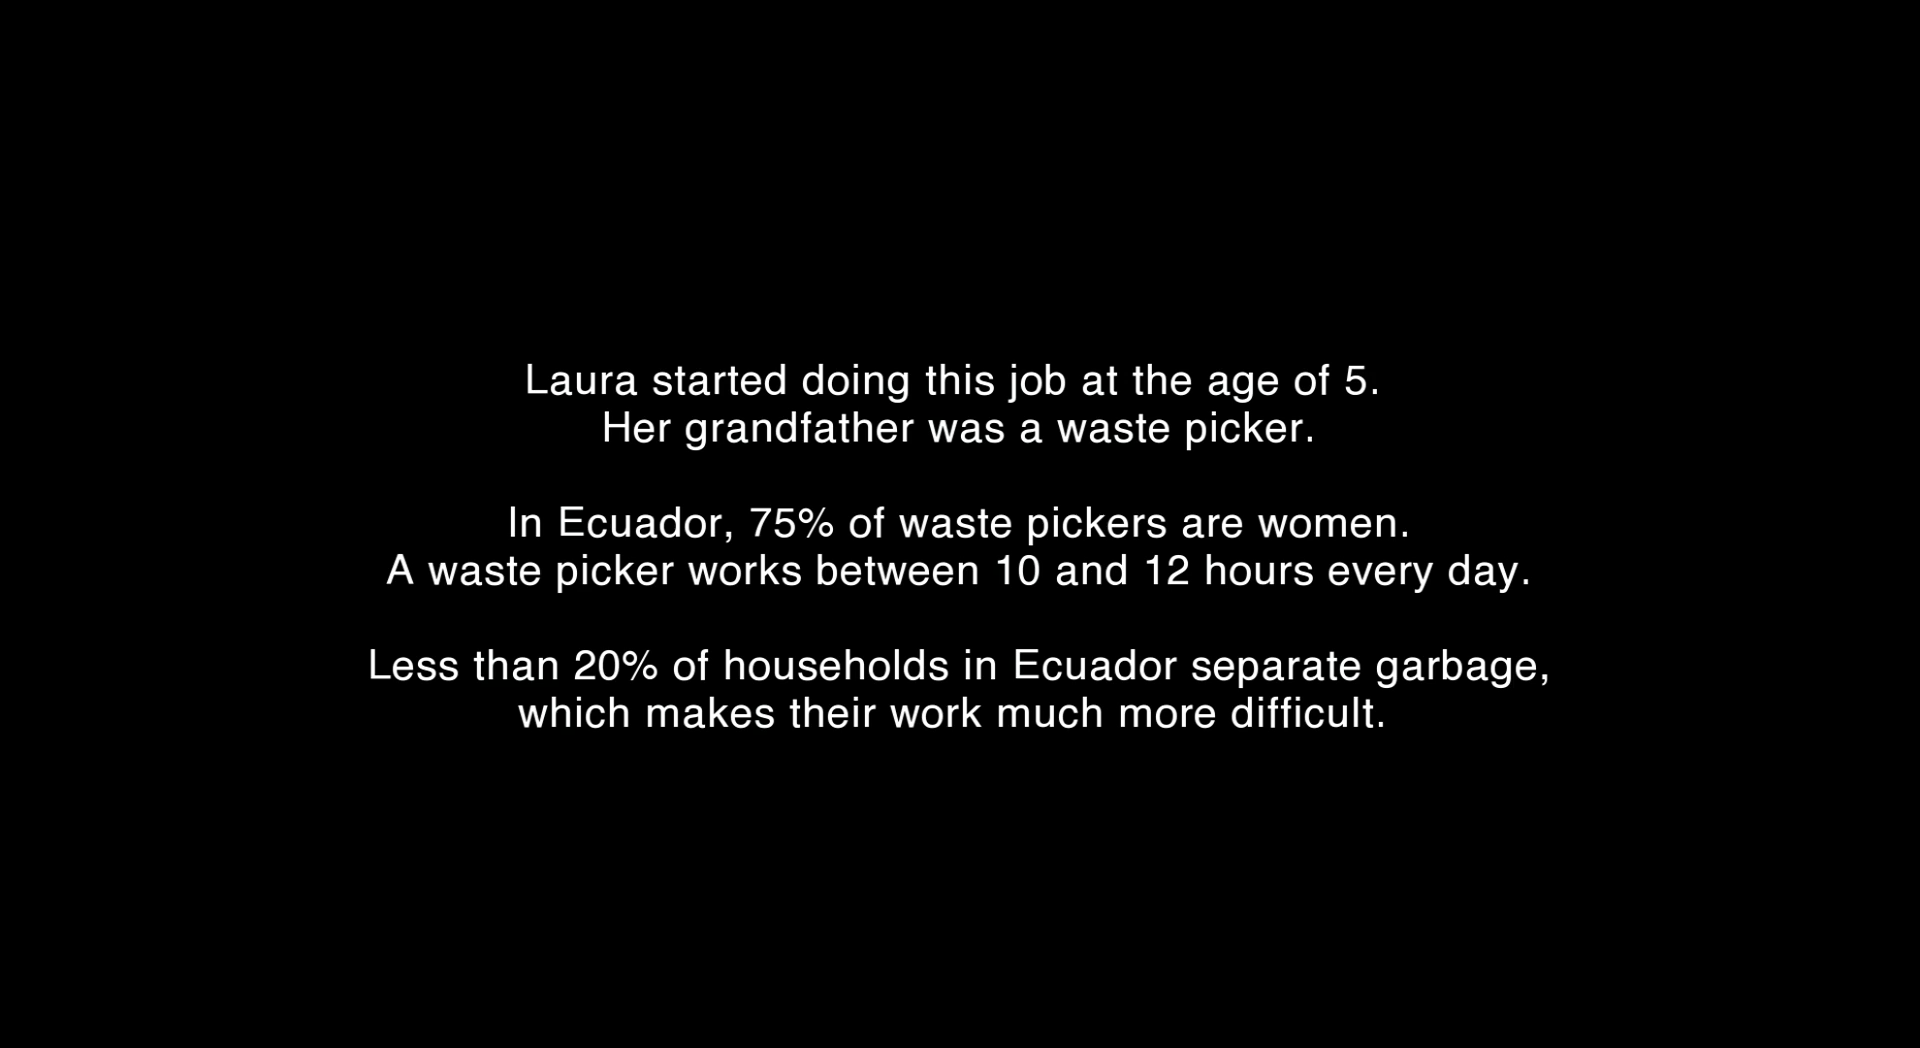 Laura started doing this job at the age of 5.
Her grandfather was a waste picker.
In Ecuador, 75% of waste pickers are women.
A waste picker works between 10 and 12 hours every day.
Less than 20% of households in Ecuador separate garbage,
which makes their work much more difficult.